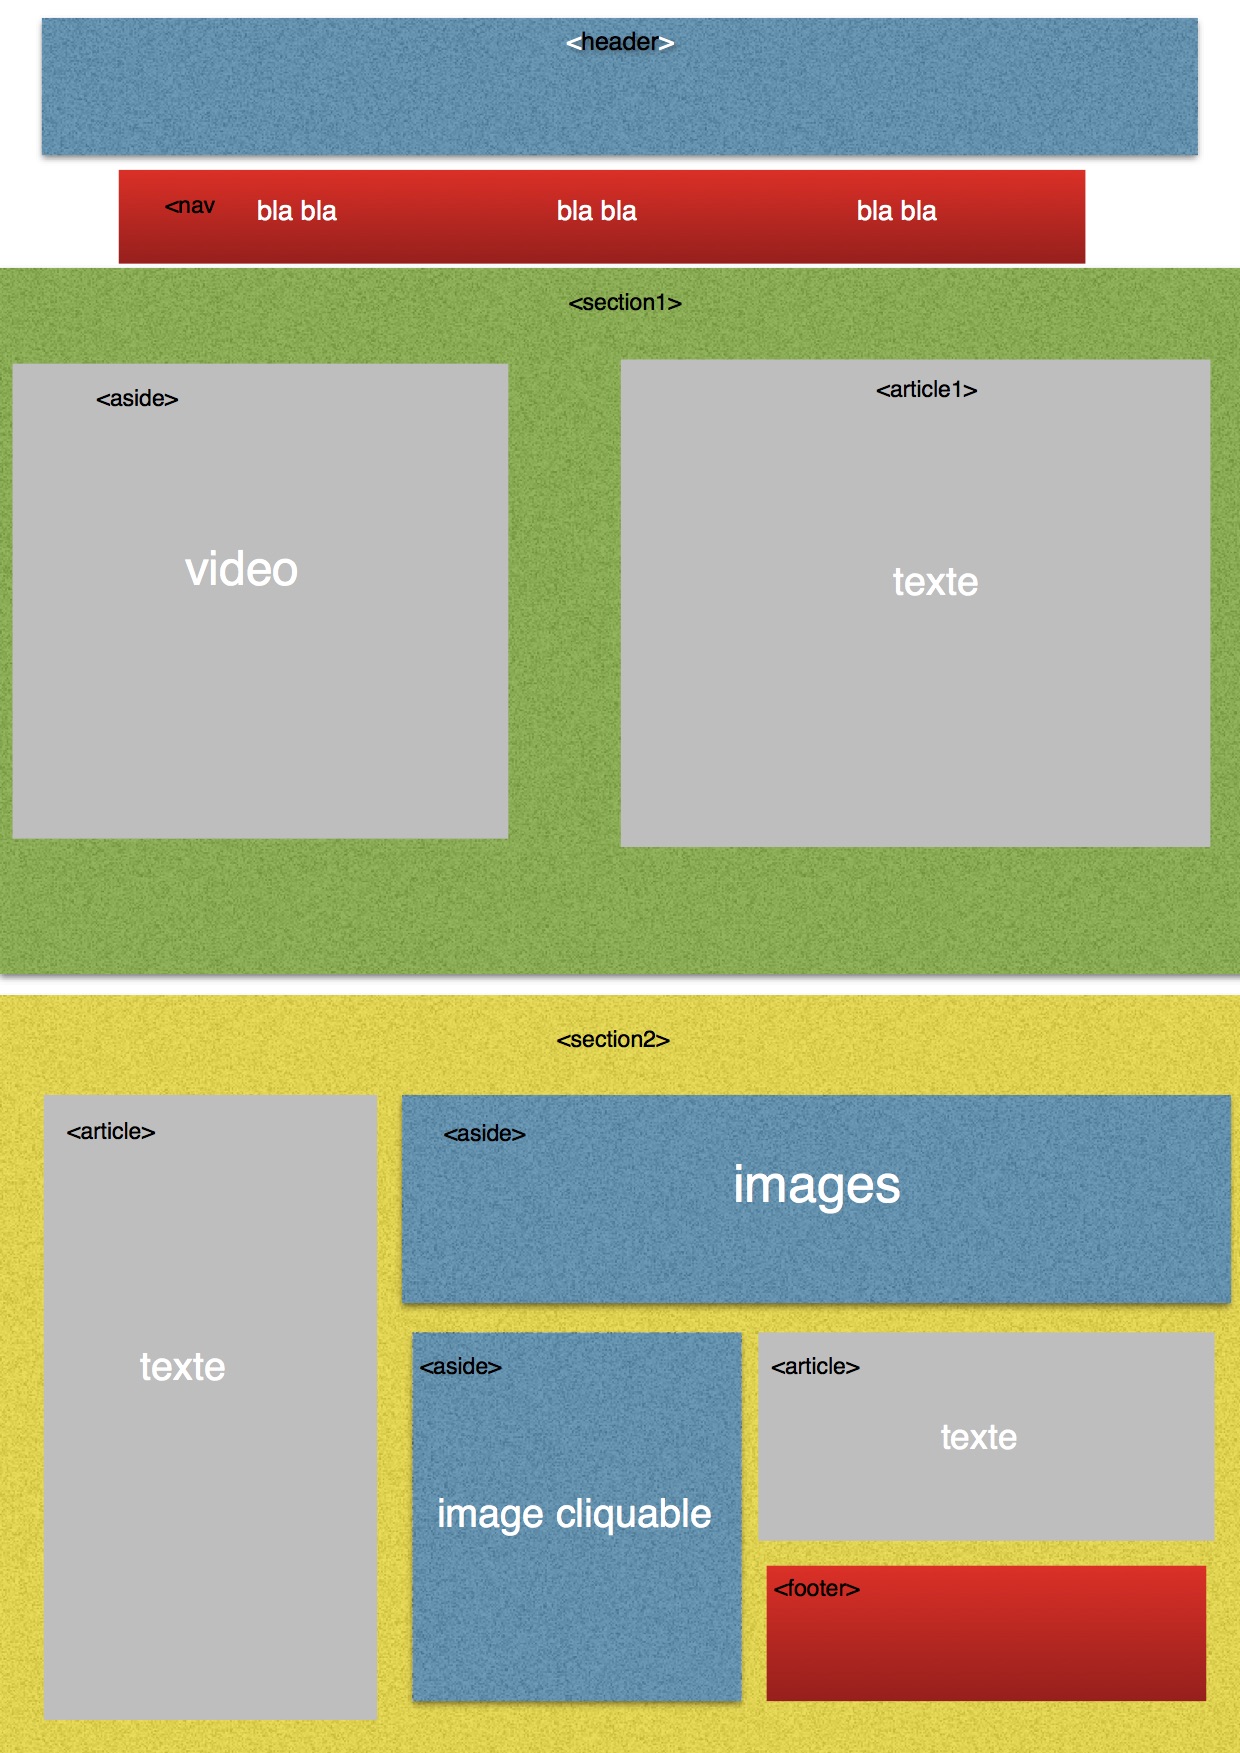 <header>
<nav bla bla bla bla bla bla
<section1>
<aside>
video
<article1>
texte
<section2>
<article>
texte
<aside>
images
<aside>
image cliquable
<article>
texte
<footer>